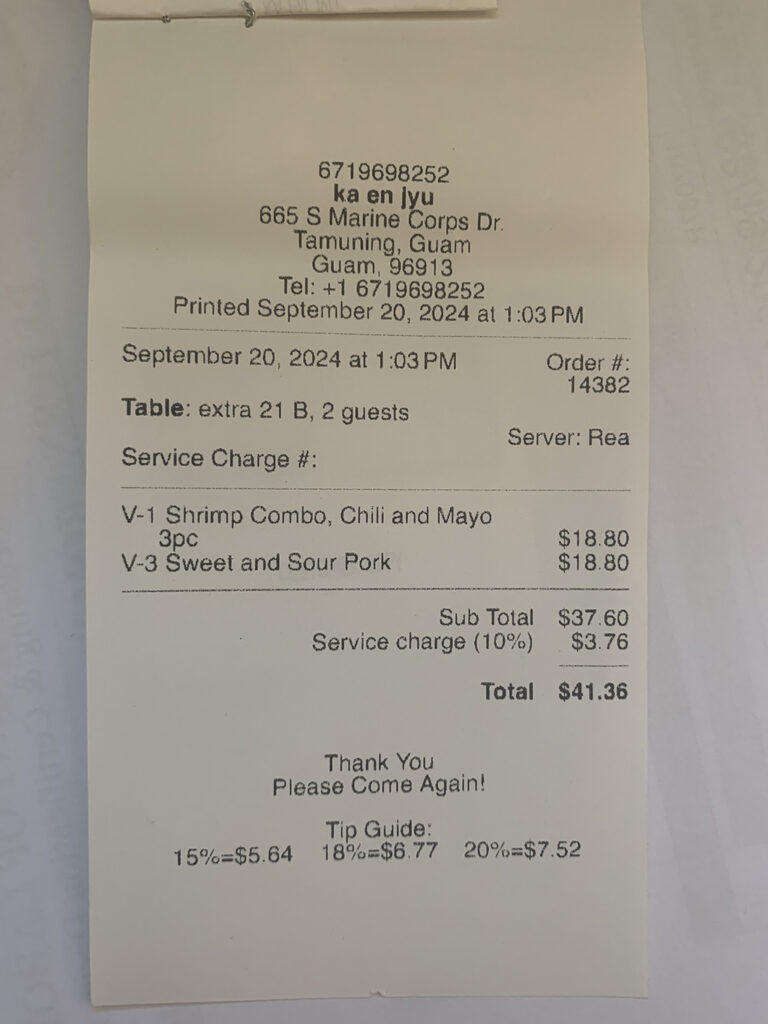 6719698252
ka en jyu
665 S Marine Corps Dr.
Tamuning, Guam
Guam, 96913
Tel: +1 6719698252
Printed September 20, 2024 at 1:03 PM
September 20, 2024 at 1:03 PM Order #:
14382
Table: extra 21 B, 2 guests
Server: Rea
Service Charge #:
V-1 Shrimp Combo, Chili and Mayo
3pc $18.80
V-3 Sweet and Sour Pork $18.80
Sub Total $37.60
Service charge (10%) $3.76
Total $41.36
Thank You
Please Come Again!
Tip Guide:
15%=$5.64 18%=$6.77 20%=$7.52